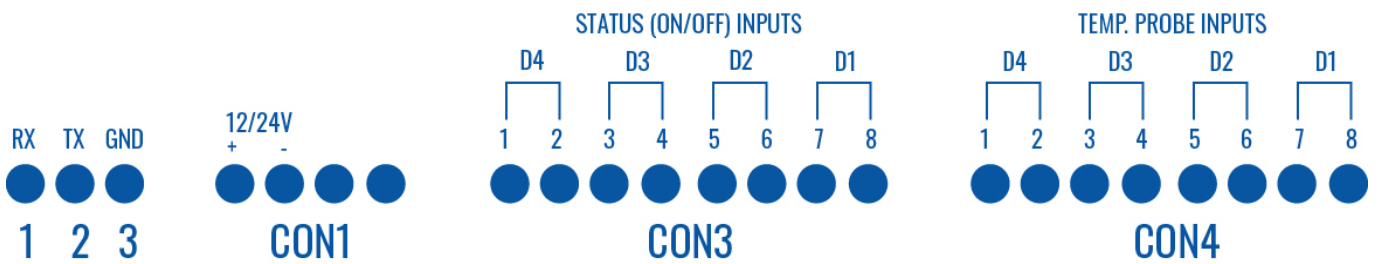 STATUS (ON/OFF) INPUTS TEMP. PROBE INPUTS
D4 D3 D2 D1 D4 D3 D2 D1
12/24V
RX TX GND + - 1 2 3 4 5 6 7 8 1 2 3 4 5 6 7 8
1 2 3 CON1 CON3 CON4